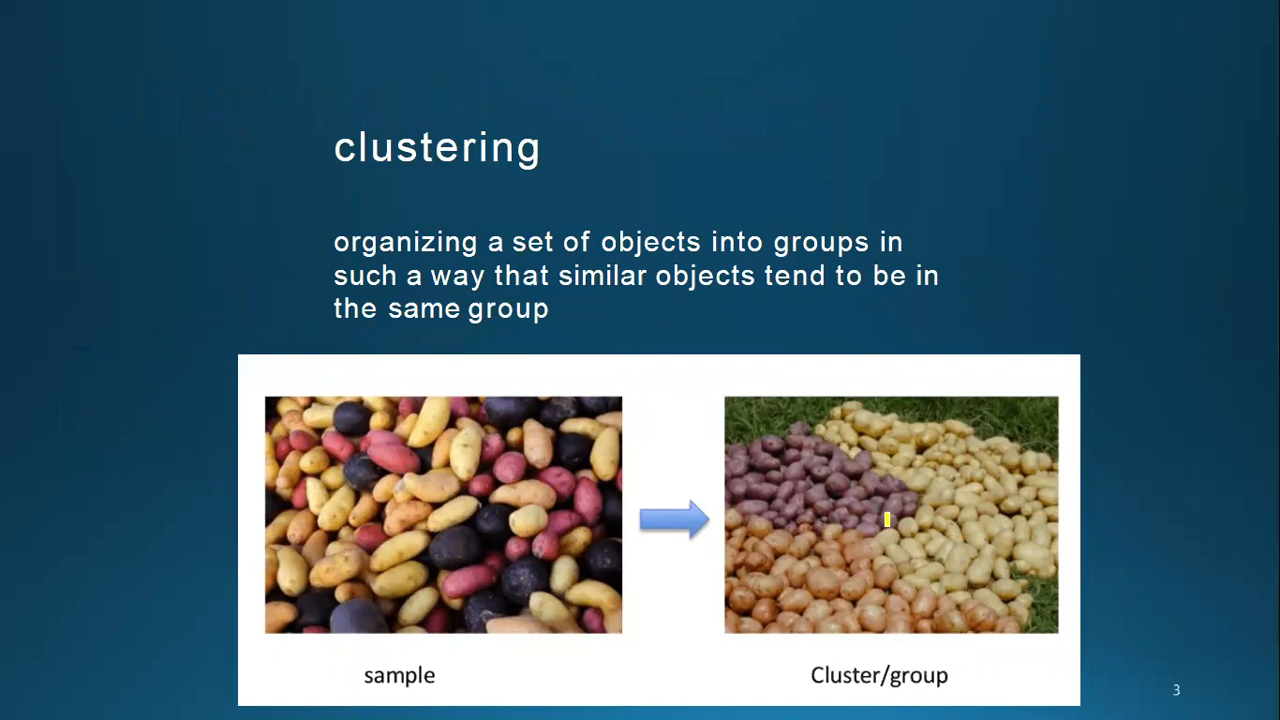 clustering
organizing a set of objects into groups in
such a way that similar objects tend to be in
the same group
sample
Cluster/group
3